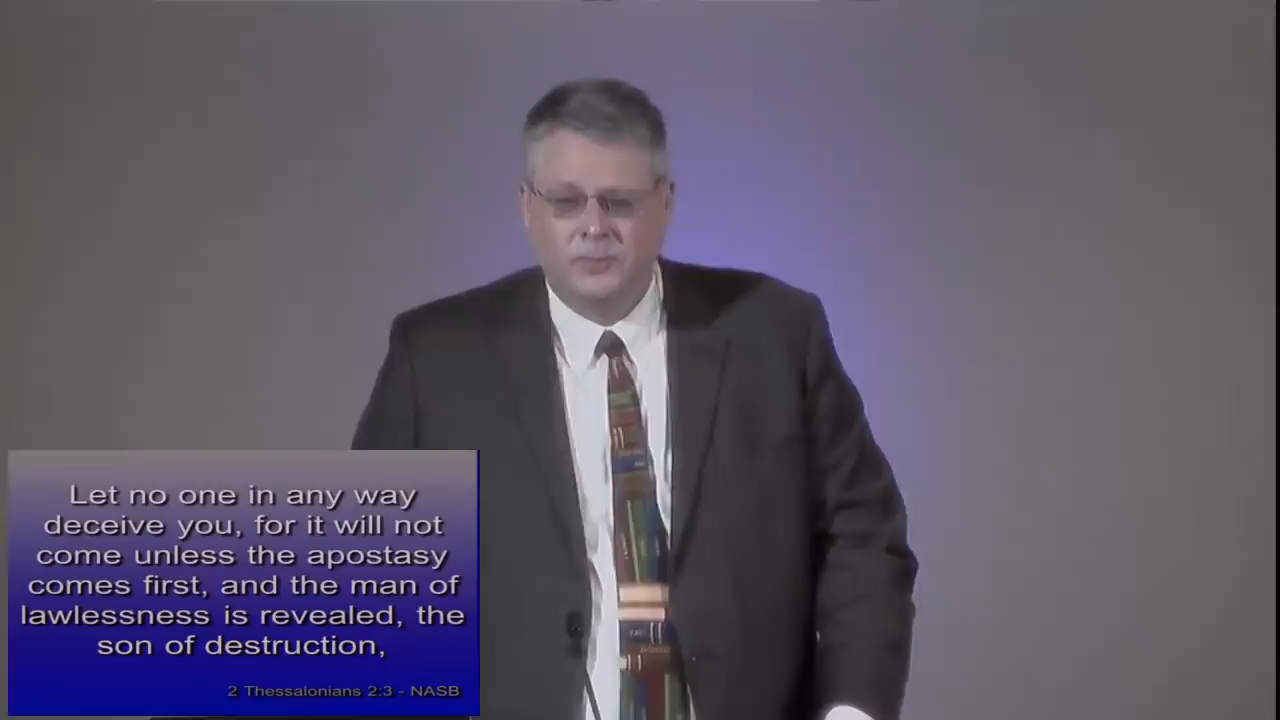 Let no one in any way
deceive you, for it will not
come unless the apostasy
comes first, and the man of
lawlessness is revealed, the
son of destruction,
2 Thessalonians 2:3 - NASB